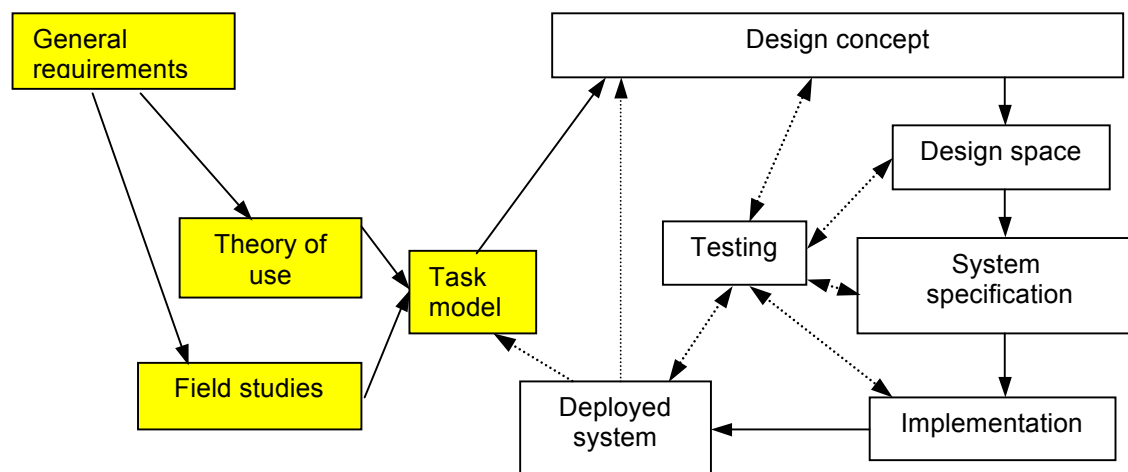 General
requirements
Design concept
Design space
Theory of
use
Testing
Task
model
System
specification
Field studies
Deployed
system
Implementation